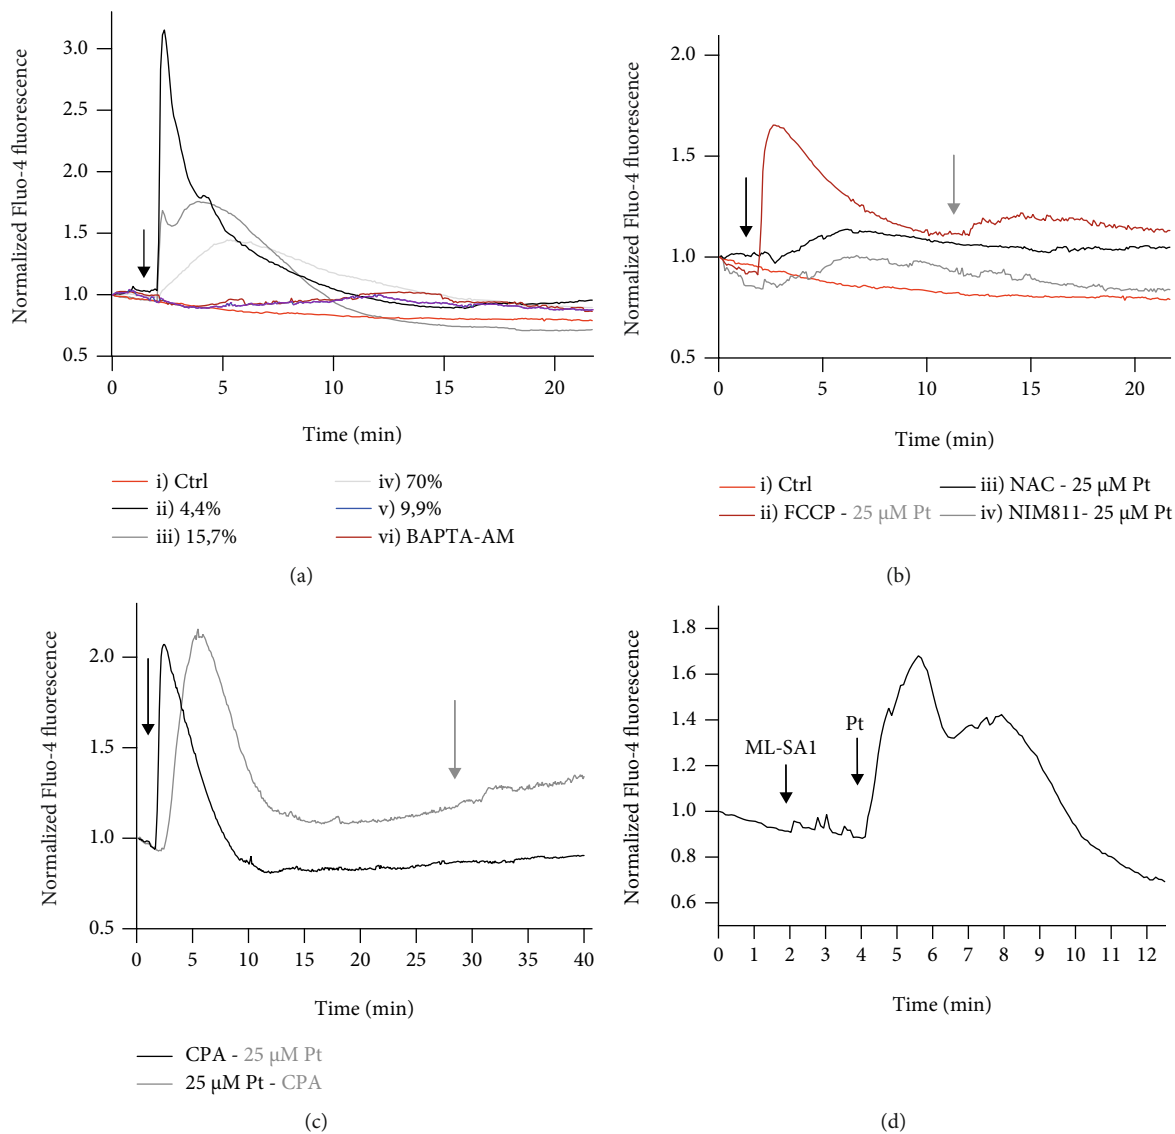 Normalized Fluo-4 fluorescence
3.0
2.5
2.0
1.5
1.0
0.5
0 5 10 15 20
Time (min)
i) Ctrl
ii) 4,4%
iii) 15,7%
iv) 70%
v) 9,9%
vi) BAPTA-AM
(a)
Normalized Fluo-4 fluorescence
2.0
1.5
1.0
0.5
0 5 10 15 20
Time (min)
i) Ctrl
ii) FCCP - 25 μM Pt
iii) NAC - 25 μM Pt
iv) NIM811- 25 μM Pt
(b)
Normalized Fluo-4 fluorescence
2.0
1.5
1.0
0.5
0 5 10 15 20 25 30 35 40
Time (min)
CPA - 25 μM Pt
25 μM Pt - CPA
(c)
Normalized Fluo-4 fluorescence
1.8
1.6
1.4
1.2
1.0
0.8
0.6
ML-SA1
Pt
0 1 2 3 4 5 6 7 8 9 10 11 12
Time (min)
(d)